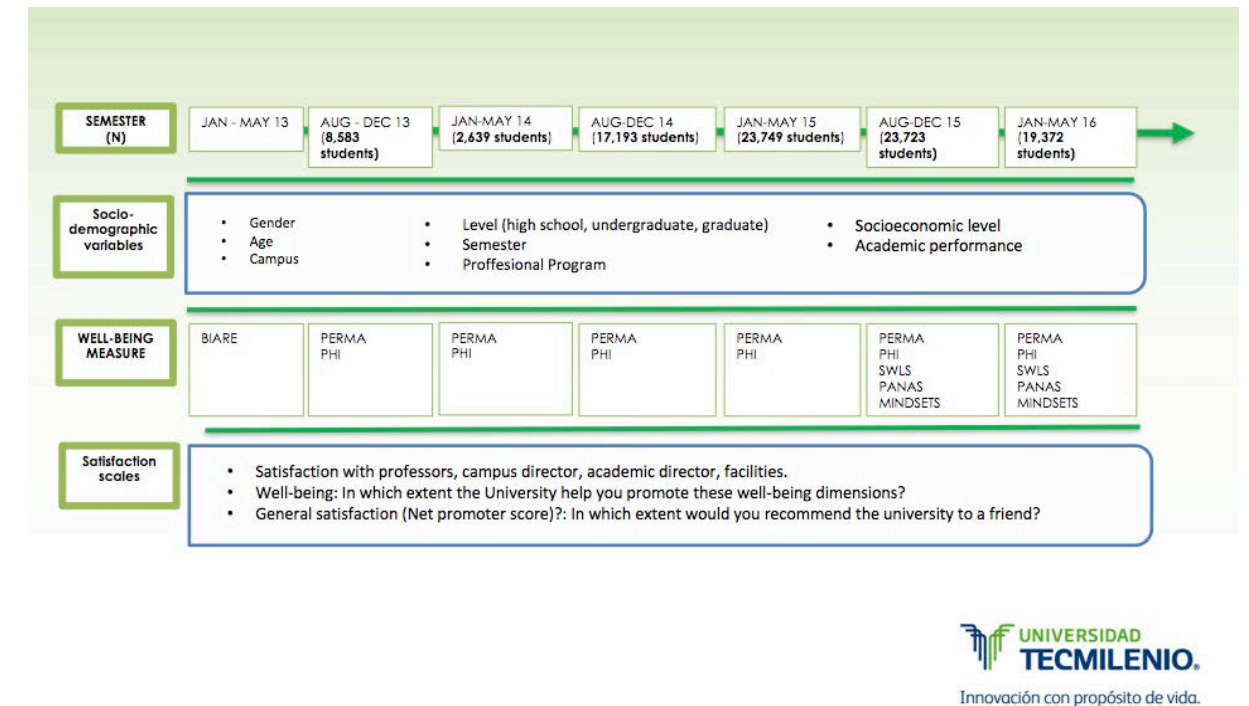 SEMESTER
(N)
JAN - MAY 13
AUG - DEC 13
(8,583
students)
JAN-MAY 14
(2,639 students)
AUG-DEC 14
(17,193 students)
JAN-MAY 15
(23,749 students)
AUG-DEC 15
(23,723
students)
JAN-MAY 16
(19,372
students)
Socio-
demographic
variables
• Gender
• Age
• Campus
• Level (high school, undergraduate, graduate)
• Semester
• Proffesional Program
• Socioeconomic level
• Academic performance
WELL-BEING
MEASURE
BIARE
PERMA
PHI
PERMA
PHI
PERMA
PHI
PERMA
PHI
PERMA
PHI
SWLS
PANAS
MINDSETS
PERMA
PHI
SWLS
PANAS
MINDSETS
Satisfaction
scales
• Satisfaction with professors, campus director, academic director, facilities.
• Well-being: In which extent the University help you promote these well-being dimensions?
• General satisfaction (Net promoter score)?: In which extent would you recommend the university to a friend?
UNIVERSIDAD
TECMILENIO®
Innovación con propósito de vida.